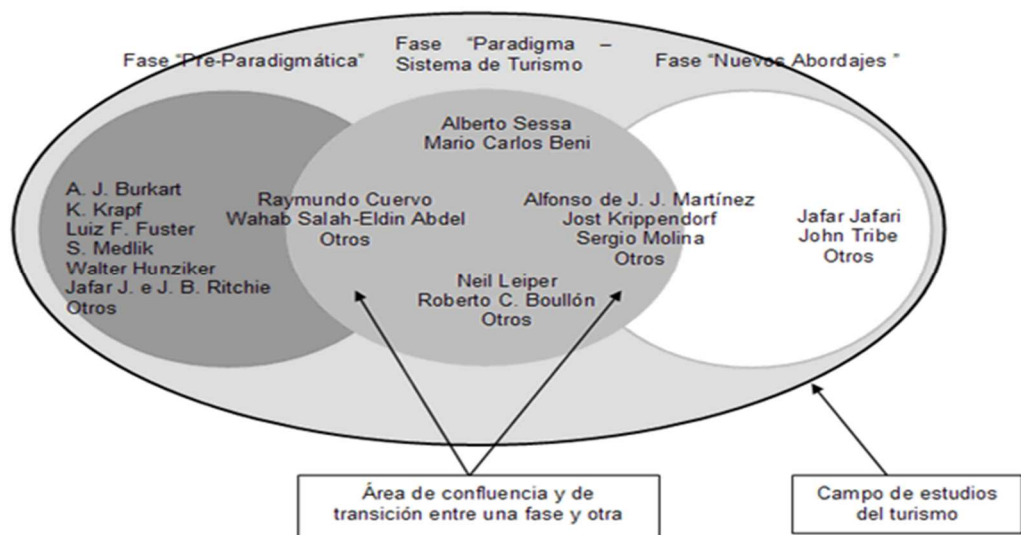 Fase "Pre-Paradigmática"
Fase "Paradigma –
Sistema de Turismo
Fase "Nuevos Abordajes "
Alberto Sessa
Mario Carlos Beni
A. J. Burkart
K. Krapf
Luiz F. Fuster
S. Medlik
Walter Hunziker
Jafar J. e J. B. Ritchie
Otros
Raymundo Cuervo
Wahab Salah-Eldin Abdel
Otros
Alfonso de J. J. Martínez
Jost Krippendorf
Sergio Molina
Otros
Jafar Jafari
John Tribe
Otros
Neil Leiper
Roberto C. Boullón
Otros
Área de confluencia y de
transición entre una fase y otra
Campo de estudios
del turismo